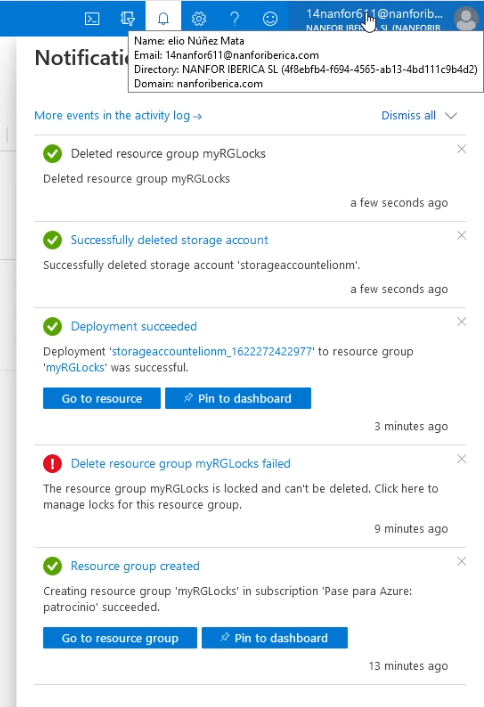 14nanfor611@nanforib...
NANFOR IBERICA SL (NANFOR
Notificatio
Name: elio Núñez Mata
Email: 14nanfor611@nanforiberica.com
Directory: NANFOR IBERICA SL (4f8ebfb4-f694-4565-ab13-4bd111c9b4d2)
Domain: nanforiberica.com
More events in the activity log →
Dismiss all
Deleted resource group myRGLocks
Deleted resource group myRGLocks
a few seconds ago
Successfully deleted storage account
Successfully deleted storage account 'storageaccountelionm'.
a few seconds ago
Deployment succeeded
Deployment 'storageaccountelionm_1622272422977' to resource group
'myRGLocks' was successful.
Go to resource
Pin to dashboard
3 minutes ago
Delete resource group myRGLocks failed
The resource group myRGLocks is locked and can't be deleted. Click here to
manage locks for this resource group.
9 minutes ago
Resource group created
Creating resource group 'myRGLocks' in subscription 'Pase para Azure:
patrocinio' succeeded.
Go to resource group
Pin to dashboard
13 minutes ago